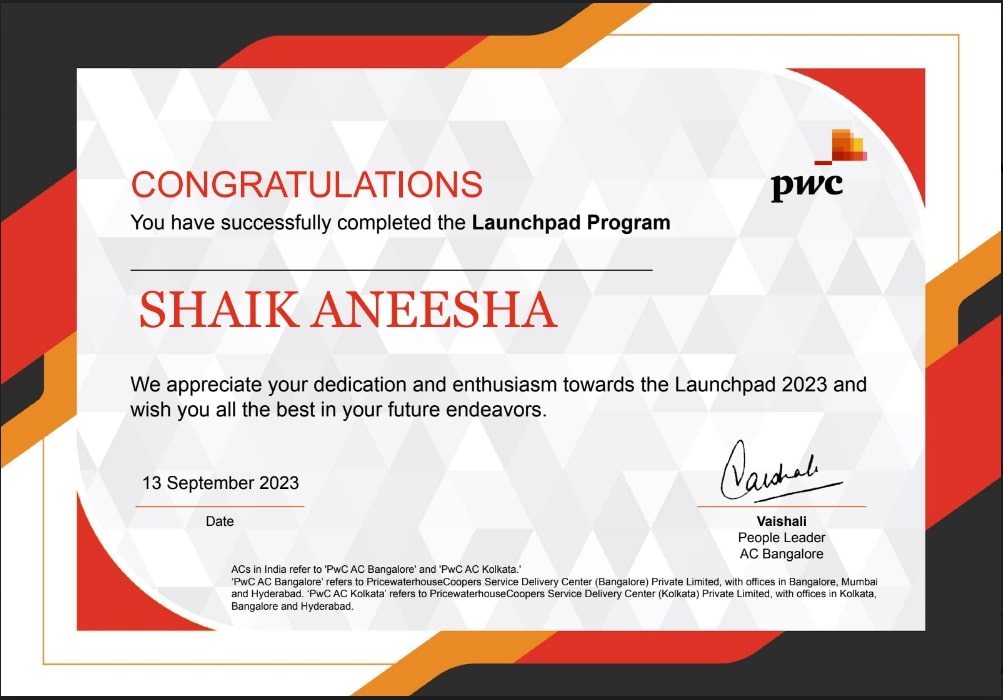 pwc
CONGRATULATIONS
You have successfully completed the Launchpad Program
SHAIK ANEESHA
We appreciate your dedication and enthusiasm towards the Launchpad 2023 and
wish you all the best in your future endeavors.
13 September 2023
Date
Vaishali
Vaishali
People Leader
AC Bangalore
ACs in India refer to 'PwC AC Bangalore' and 'PwC AC Kolkata.'
'PwC AC Bangalore' refers to PricewaterhouseCoopers Service Delivery Center (Bangalore) Private Limited, with offices in Bangalore, Mumbai
and Hyderabad. 'PwC AC Kolkata' refers to PricewaterhouseCoopers Service Delivery Center (Kolkata) Private Limited, with offices in Kolkata,
Bangalore and Hyderabad.